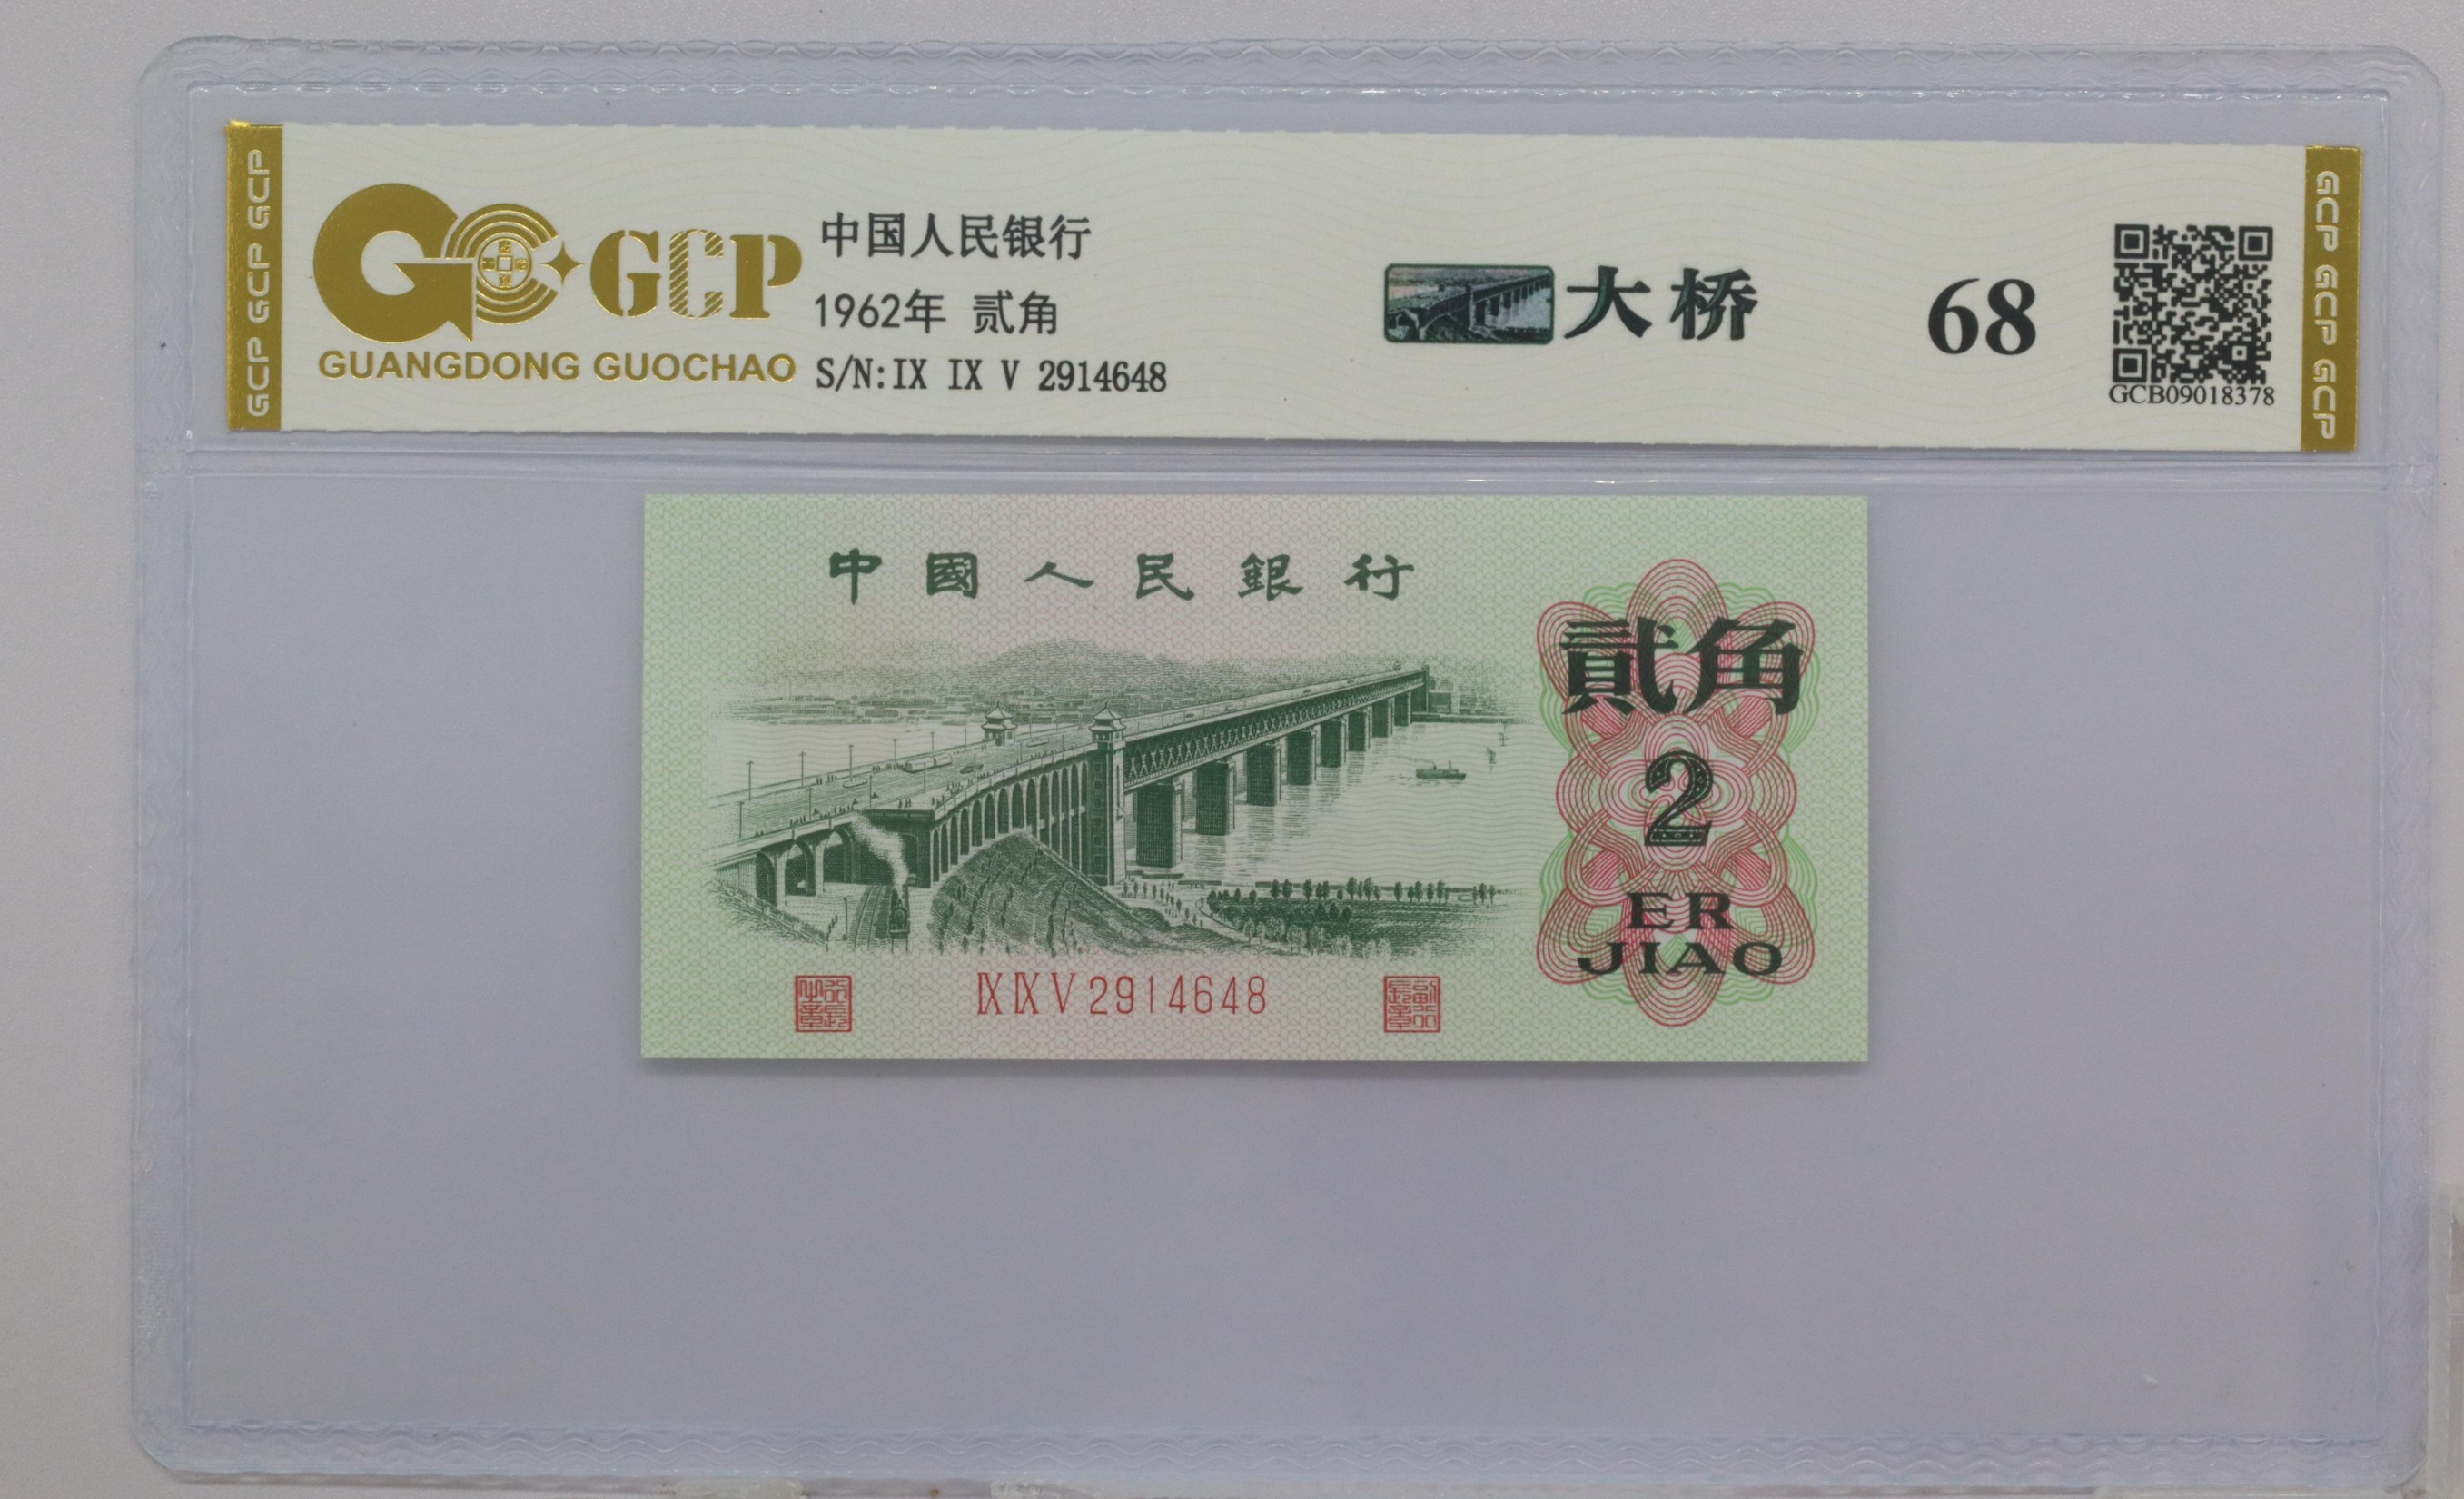 GCP GCP GCP
GCP
GUANGDONG GUOCHAO
中国人民银行
1962年 贰角
S/N:IX IX V 2914648
大桥
68
GCB09018378
GCP GCP GCP
中國人民銀行
貳角
2
ER
JIAO
IX IX V 2914648